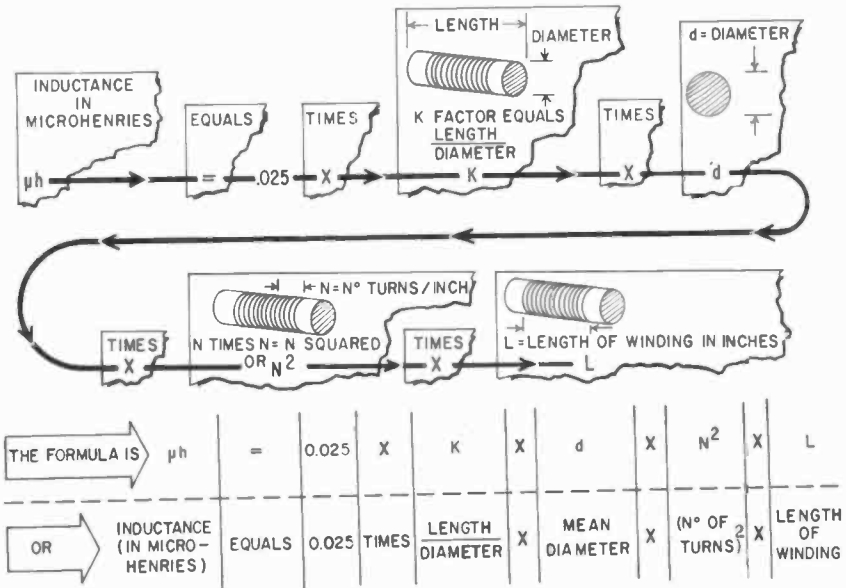 LENGTH
DIAMETER
d = DIAMETER
INDUCTANCE
IN
MICROHENRIES
EQUALS
TIMES
K FACTOR EQUALS
LENGTH
DIAMETER
TIMES
µh
=
.025
X
K
X
d
N = Nº TURNS / INCH
TIMES
X
N TIMES N = N SQUARED
OR N²
TIMES
X
L = LENGTH OF WINDING IN INCHES
L
THE FORMULA IS µh = 0.025 X K X d X N² X L
OR
INDUCTANCE
(IN MICRO-
HENRIES)
EQUALS
0.025
TIMES
LENGTH
DIAMETER
X
MEAN
DIAMETER
X
(Nº OF
TURNS)²
X
LENGTH
OF
WINDING